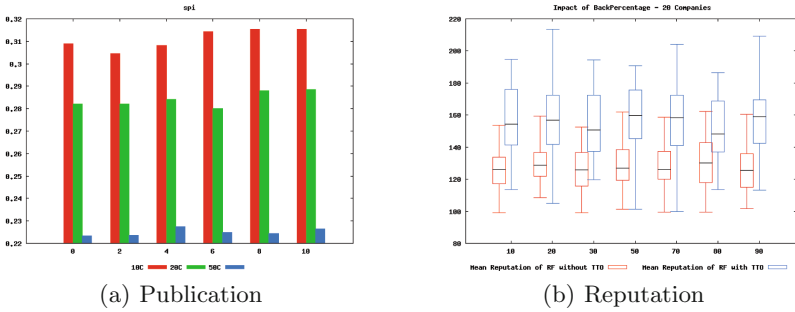 spi
0,32
0,31
0,3
0,29
0,28
0,27
0,26
0,25
0,24
0,23
0,22
0 2 4 6 8 10
10C 20C 50C
(a) Publication
Impact of BackPercentage - 20 Companies
220
200
180
160
140
120
100
80
10 20 30 50 70 80 90
Mean Reputation of RF without TTO Mean Reputation of RF with TTO
(b) Reputation